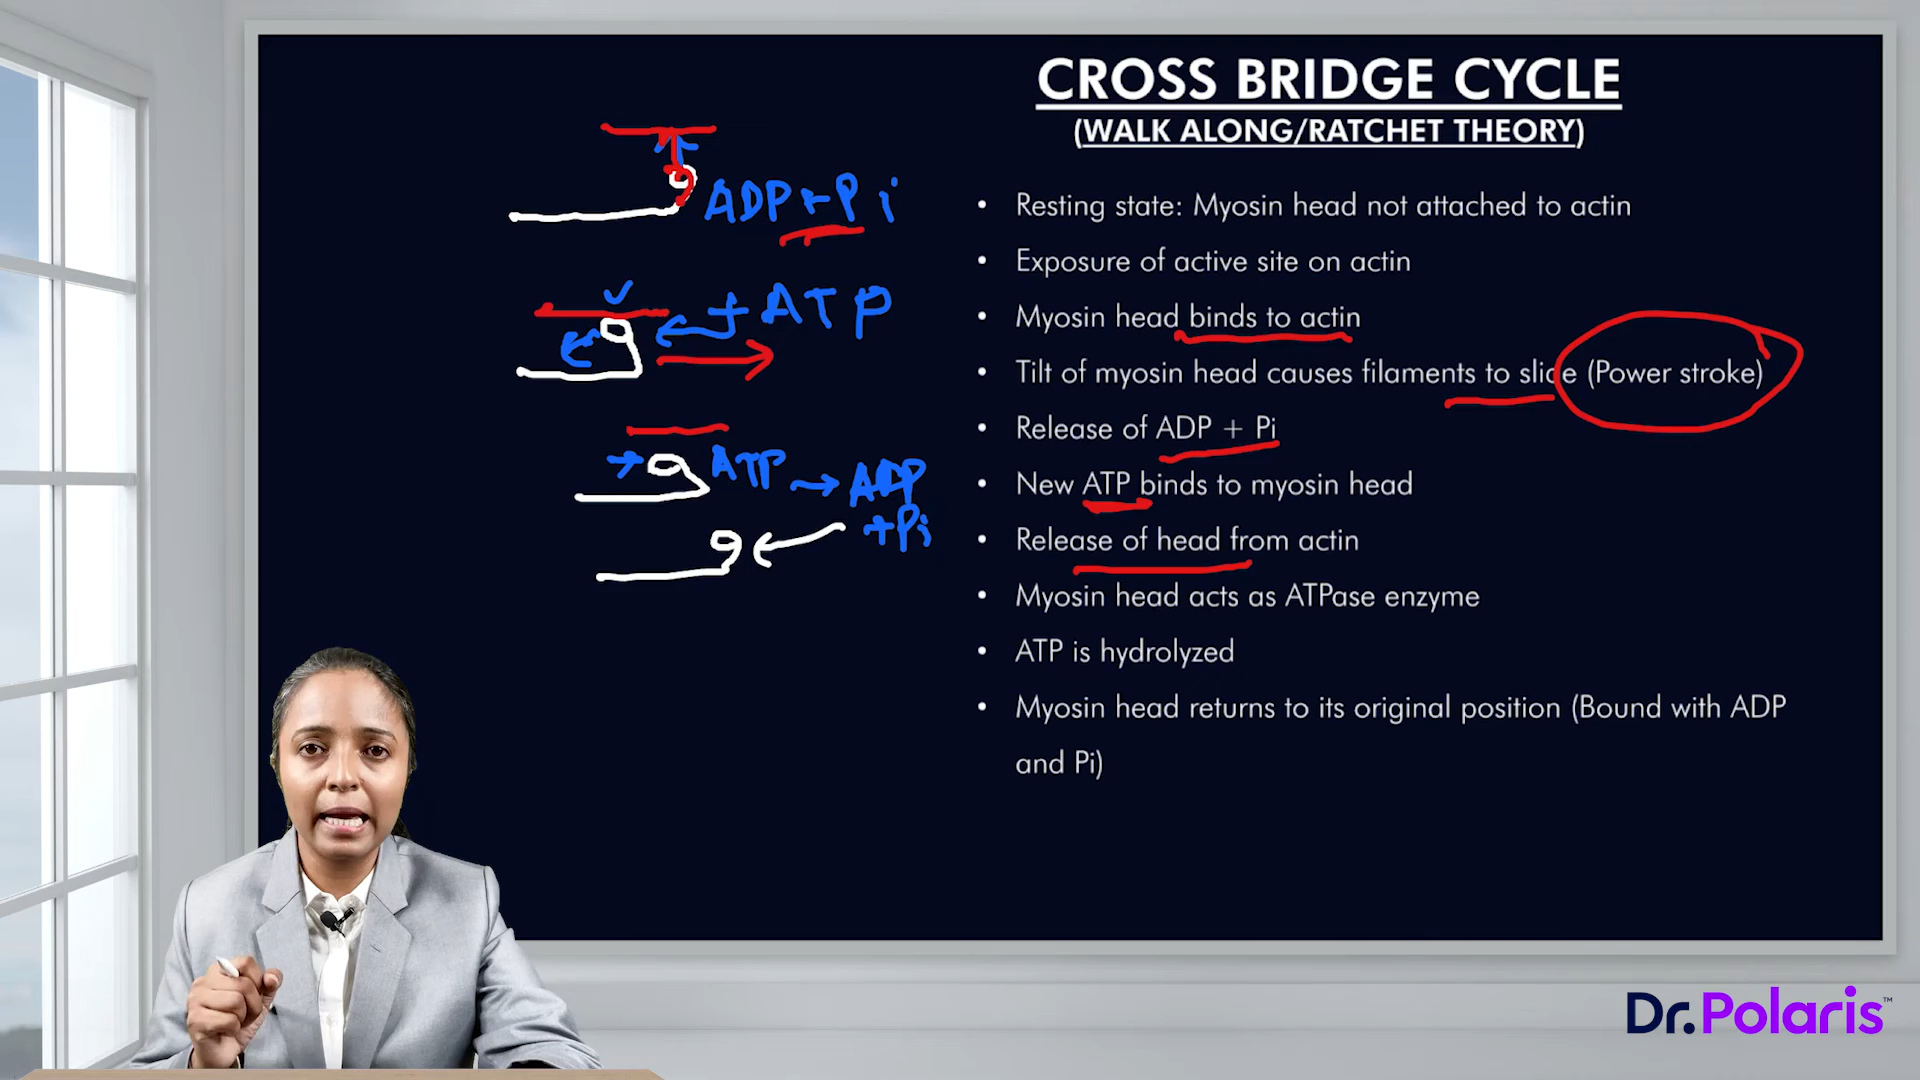 CROSS BRIDGE CYCLE
(WALK ALONG/RATCHET THEORY)
ADP+Pi
+ATP
ATP → ADP
+Pi
• Resting state: Myosin head not attached to actin
• Exposure of active site on actin
• Myosin head binds to actin
• Tilt of myosin head causes filaments to slide (Power stroke)
• Release of ADP + Pi
• New ATP binds to myosin head
• Release of head from actin
• Myosin head acts as ATPase enzyme
• ATP is hydrolyzed
• Myosin head returns to its original position (Bound with ADP
and Pi)
Dr.Polaris™